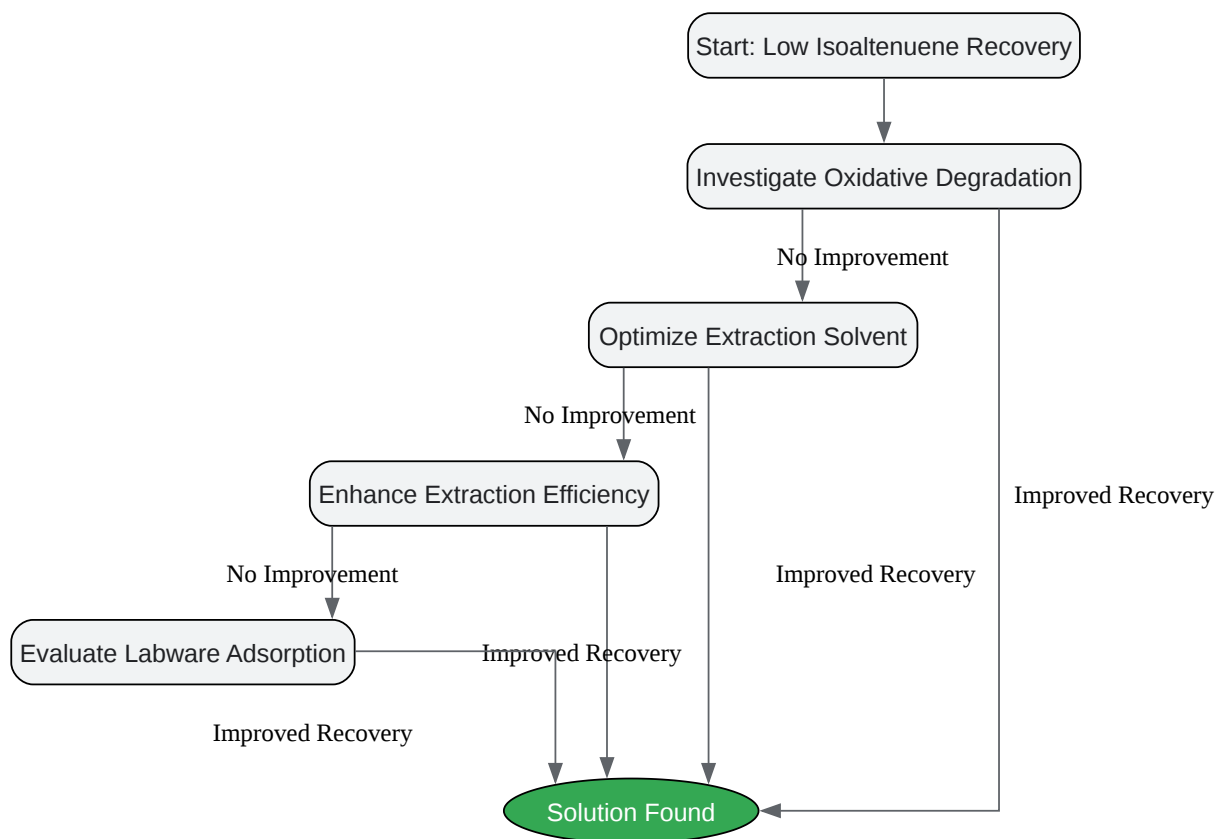 Start: Low Isoaltenuene Recovery
Investigate Oxidative Degradation
No Improvement
Optimize Extraction Solvent
No Improvement
Enhance Extraction Efficiency
Improved Recovery
No Improvement
Improved Recovery
Evaluate Labware Adsorption
Improved Recovery
Improved Recovery
Solution Found